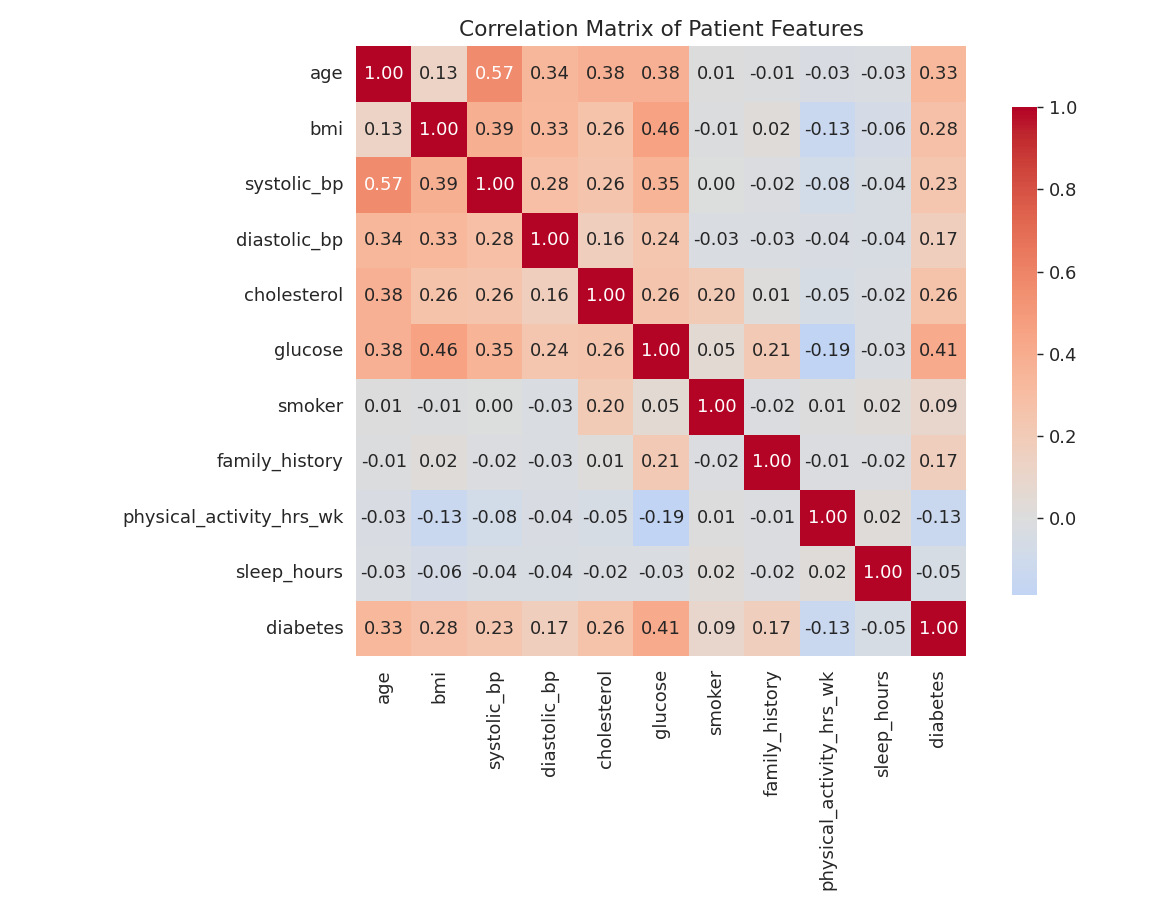 Correlation Matrix of Patient Features
age 1.00 0.13 0.57 0.34 0.38 0.38 0.01 -0.01 -0.03 -0.03 0.33
bmi 0.13 1.00 0.39 0.33 0.26 0.46 -0.01 0.02 -0.13 -0.06 0.28
systolic_bp 0.57 0.39 1.00 0.28 0.26 0.35 0.00 -0.02 -0.08 -0.04 0.23
diastolic_bp 0.34 0.33 0.28 1.00 0.16 0.24 -0.03 -0.03 -0.04 -0.04 0.17
cholesterol 0.38 0.26 0.26 0.16 1.00 0.26 0.20 0.01 -0.05 -0.02 0.26
glucose 0.38 0.46 0.35 0.24 0.26 1.00 0.05 0.21 -0.19 -0.03 0.41
smoker 0.01 -0.01 0.00 -0.03 0.20 0.05 1.00 -0.02 0.01 0.02 0.09
family_history -0.01 0.02 -0.02 -0.03 0.01 0.21 -0.02 1.00 -0.01 -0.02 0.17
physical_activity_hrs_wk -0.03 -0.13 -0.08 -0.04 -0.05 -0.19 0.01 -0.01 1.00 0.02 -0.13
sleep_hours -0.03 -0.06 -0.04 -0.04 -0.02 -0.03 0.02 -0.02 0.02 1.00 -0.05
diabetes 0.33 0.28 0.23 0.17 0.26 0.41 0.09 0.17 -0.13 -0.05 1.00
age
bmi
systolic_bp
diastolic_bp
cholesterol
glucose
smoker
family_history
physical_activity_hrs_wk
sleep_hours
diabetes
1.0
0.8
0.6
0.4
0.2
0.0